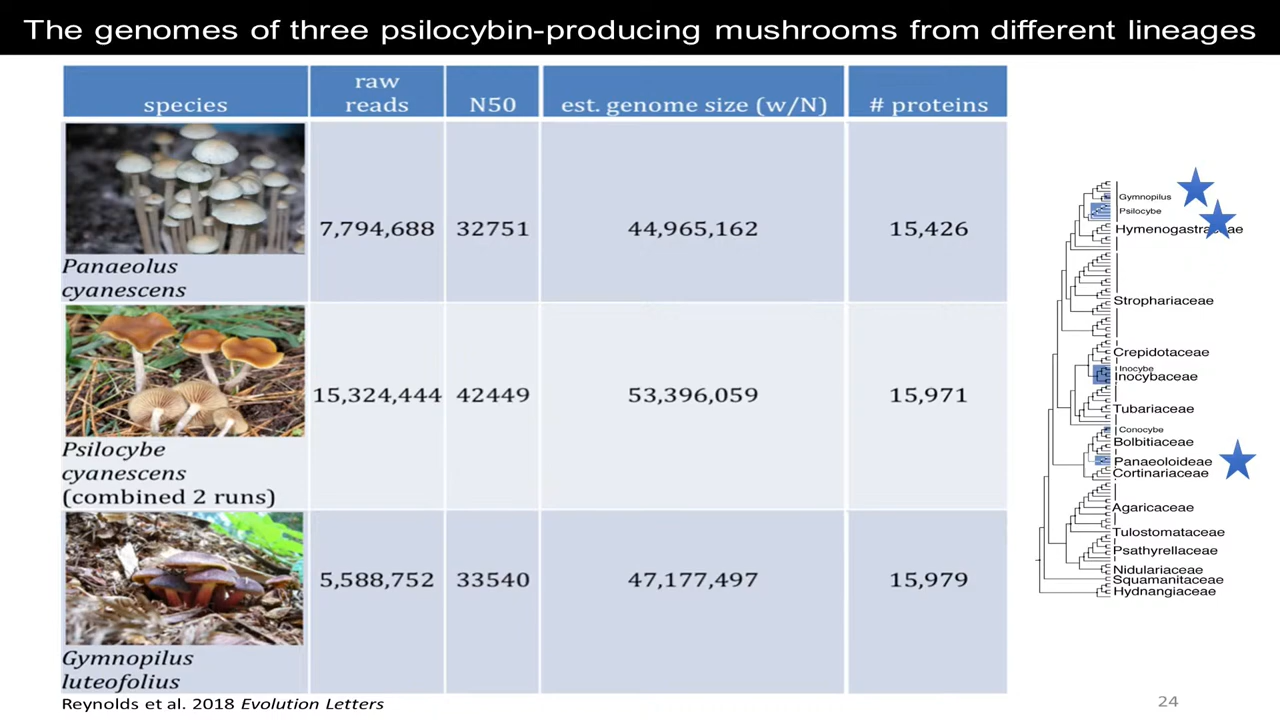 The genomes of three psilocybin-producing mushrooms from different lineages
species
raw
reads
N50
est. genome size (w/N)
# proteins
Panaeolus
cyanescens
7,794,688
32751
44,965,162
15,426
Psilocybe
cyanescens
(combined 2 runs)
15,324,444
42449
53,396,059
15,971
Gymnopilus
luteofolius
5,588,752
33540
47,177,497
15,979
Gymnopilus
Psilocybe
Hymenogastraceae
Strophariaceae
Crepidotaceae
Inocybe
Inocybaceae
Tubariaceae
Conocybe
Bolbitiaceae
Panaeoloideae
Cortinariaceae
Agaricaceae
Tulostomataceae
Psathyrellaceae
Nidulariaceae
Squamanitaceae
Hydnangiaceae
Reynolds et al. 2018 Evolution Letters
24